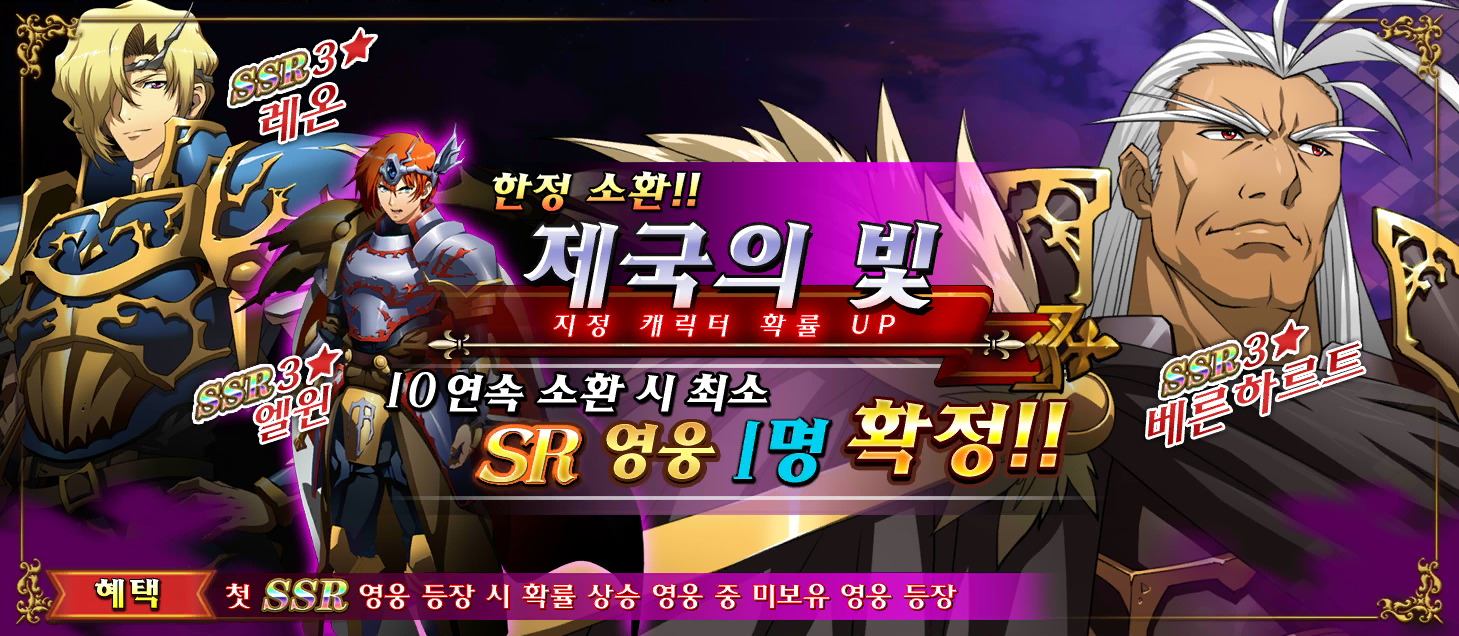 SSR3★
레온
한정 소환!!
제국의 빛
지정 캐릭터 확률 UP
SSR3★
엘윈
10연속 소환 시 최소
SR 영웅 1명 확정!!
SSR3★
베른하르트
혜택
첫 SSR 영웅 등장 시 확률 상승 영웅 중 미보유 영웅 등장